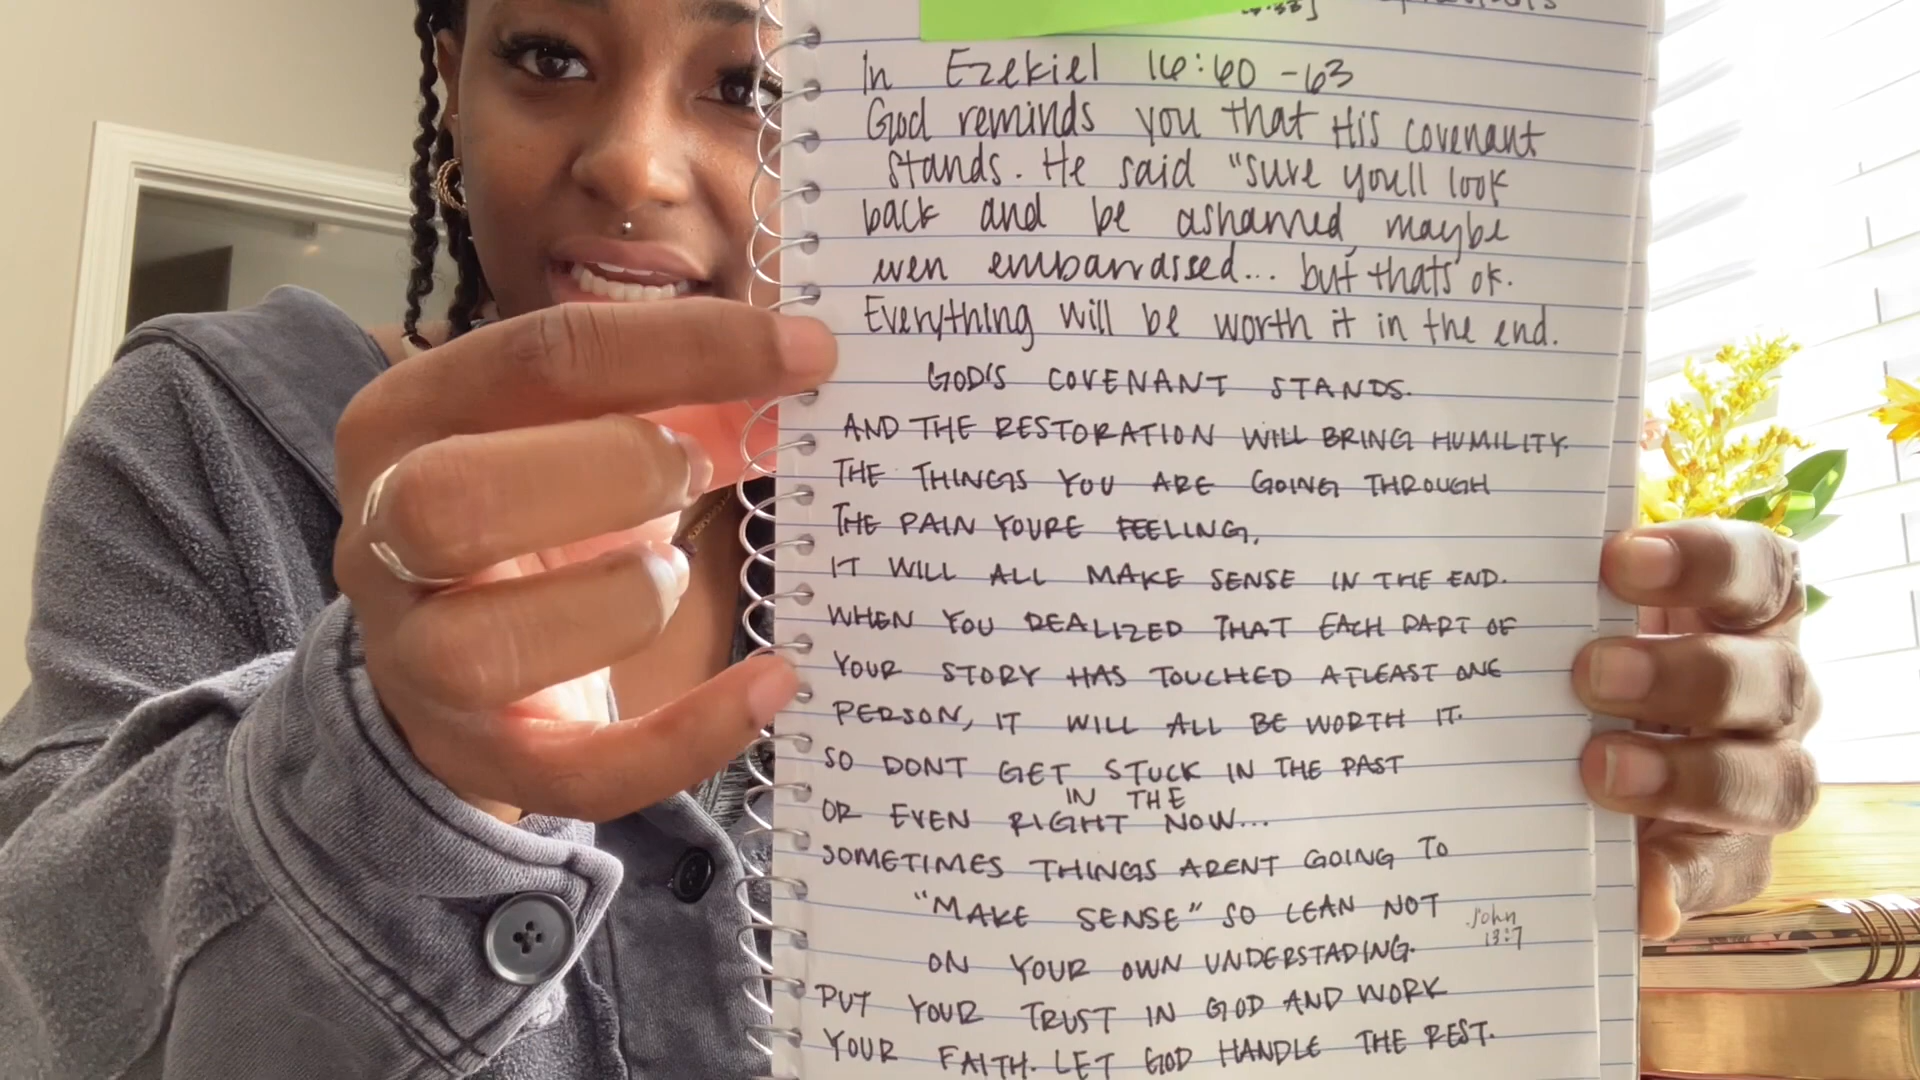 In Ezekiel 16:60 - 63
God reminds you that His covenant
stands. He said "sure youll look
back and be ashamed, maybe
even embarrassed... but thats ok.
Everything will be worth it in the end.
GOD'S COVENANT STANDS.
AND THE RESTORATION WILL BRING HUMILITY.
THE THINGS YOU ARE GOING THROUGH
THE PAIN YOURE FEELING,
IT WILL ALL MAKE SENSE IN THE END.
WHEN YOU REALIZED THAT EACH PART OF
YOUR STORY HAS TOUCHED ATLEAST ONE
PERSON, IT WILL ALL BE WORTH IT.
SO DONT GET STUCK IN THE PAST
IN THE
OR EVEN RIGHT NOW...
SOMETIMES THINGS ARENT GOING TO
"MAKE SENSE" SO LEAN NOT
John
13:7
ON YOUR OWN UNDERSTADING.
PUT YOUR TRUST IN GOD AND WORK
YOUR FAITH. LET GOD HANDLE THE REST.